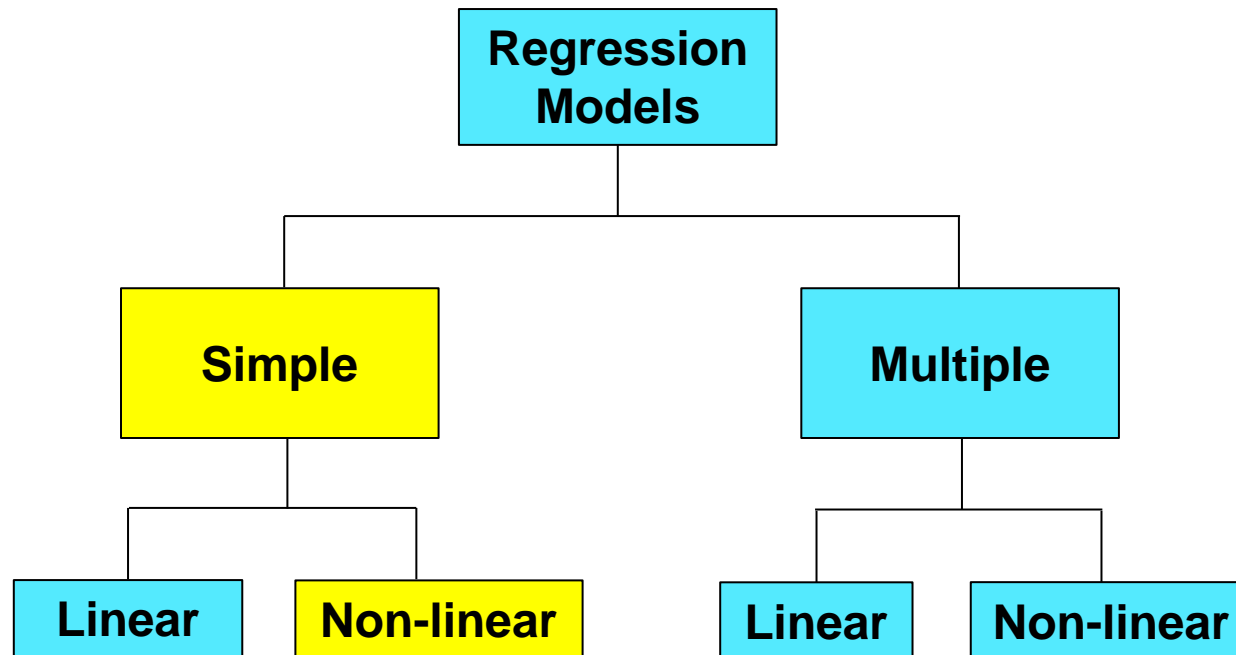 Regression
Models
Simple
Multiple
Linear
Non-linear
Linear
Non-linear